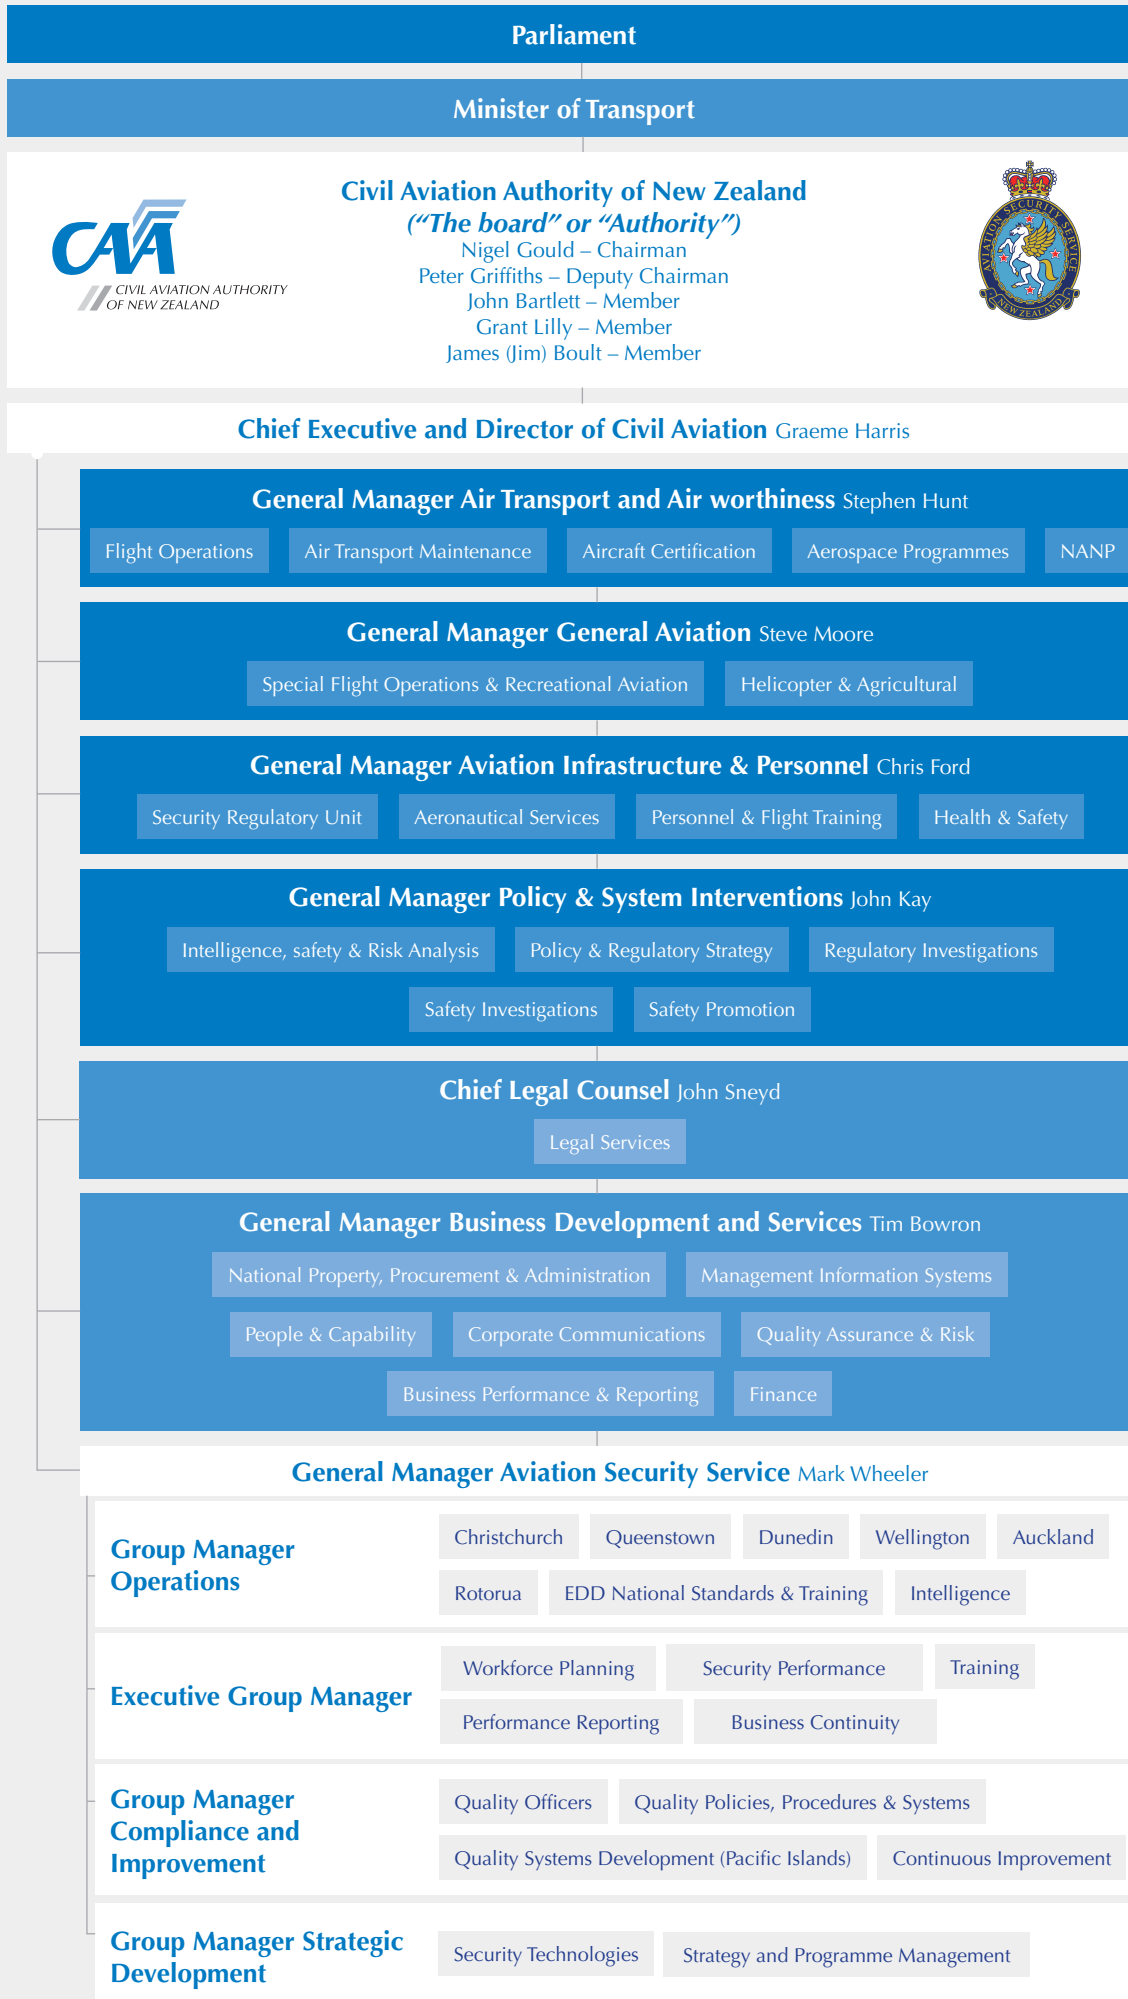 Parliament
Minister of Transport
CAA
CIVIL AVIATION AUTHORITY
OF NEW ZEALAND
Civil Aviation Authority of New Zealand
(“The board” or “Authority”)
Nigel Gould – Chairman
Peter Griffiths – Deputy Chairman
John Bartlett – Member
Grant Lilly – Member
James (Jim) Boult – Member
AVIATION SECURITY SERVICE
NEW ZEALAND
Chief Executive and Director of Civil Aviation Graeme Harris
General Manager Air Transport and Air worthiness Stephen Hunt
Flight Operations Air Transport Maintenance Aircraft Certification Aerospace Programmes NANP
General Manager General Aviation Steve Moore
Special Flight Operations & Recreational Aviation Helicopter & Agricultural
General Manager Aviation Infrastructure & Personnel Chris Ford
Security Regulatory Unit Aeronautical Services Personnel & Flight Training Health & Safety
General Manager Policy & System Interventions John Kay
Intelligence, safety & Risk Analysis Policy & Regulatory Strategy Regulatory Investigations
Safety Investigations Safety Promotion
Chief Legal Counsel John Sneyd
Legal Services
General Manager Business Development and Services Tim Bowron
National Property, Procurement & Administration Management Information Systems
People & Capability Corporate Communications Quality Assurance & Risk
Business Performance & Reporting Finance
General Manager Aviation Security Service Mark Wheeler
Group Manager
Operations
Christchurch Queenstown Dunedin Wellington Auckland
Rotorua EDD National Standards & Training Intelligence
Executive Group Manager
Workforce Planning Security Performance Training
Performance Reporting Business Continuity
Group Manager
Compliance and
Improvement
Quality Officers Quality Policies, Procedures & Systems
Quality Systems Development (Pacific Islands) Continuous Improvement
Group Manager Strategic
Development
Security Technologies Strategy and Programme Management